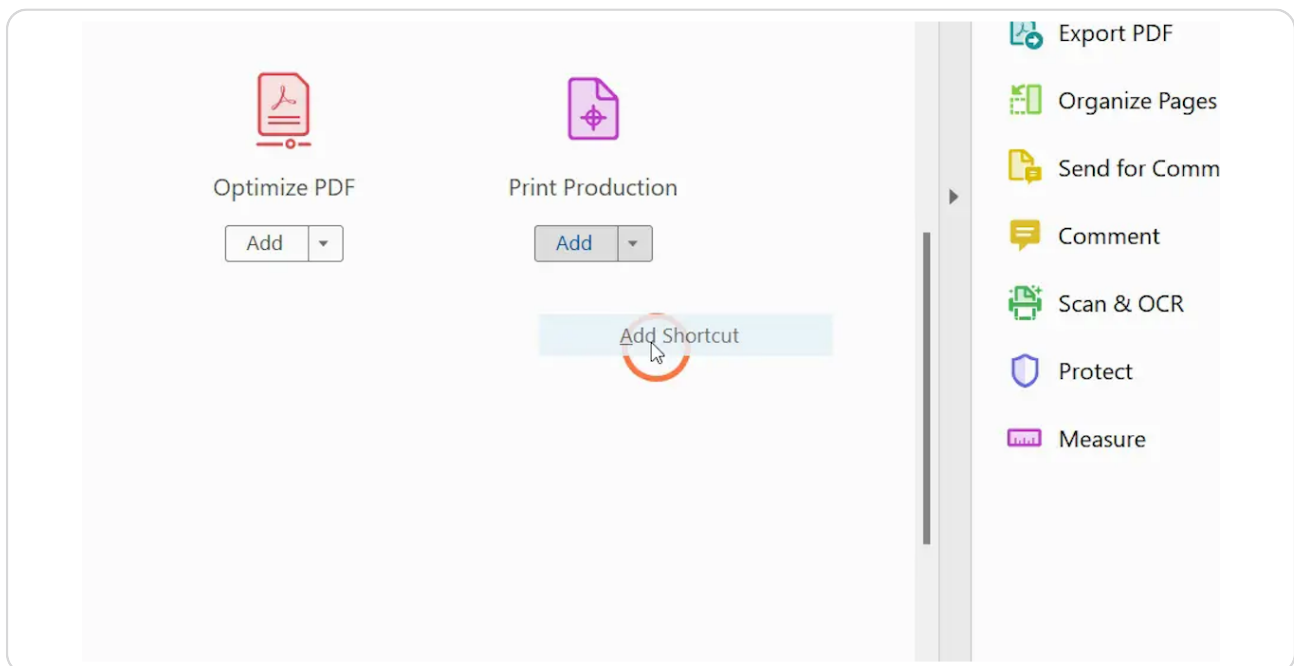 Optimize PDF
Add
Print Production
Add
Add Shortcut
Export PDF
Organize Pages
Send for Comm
Comment
Scan & OCR
Protect
Measure